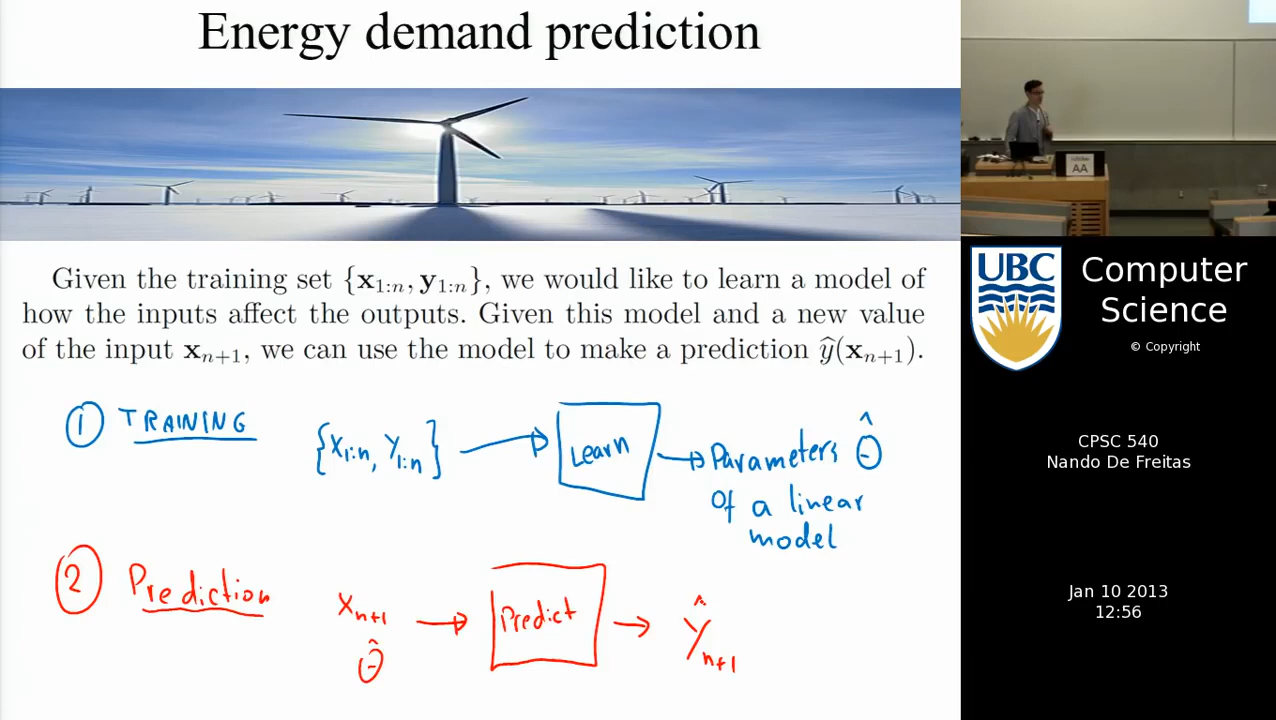 Energy demand prediction
Given the training set {x₁:ₙ, y₁:ₙ}, we would like to learn a model of
how the inputs affect the outputs. Given this model and a new value
of the input xₙ₊₁, we can use the model to make a prediction ŷ(xₙ₊₁).
① TRAINING {x₁:ₙ, y₁:ₙ} → Learn → Parameters θ̂
of a linear
model
② Prediction xₙ₊₁ → Predict → ŷₙ₊₁
θ̂
AA
UBC
Computer
Science
© Copyright
CPSC 540
Nando De Freitas
Jan 10 2013
12:56